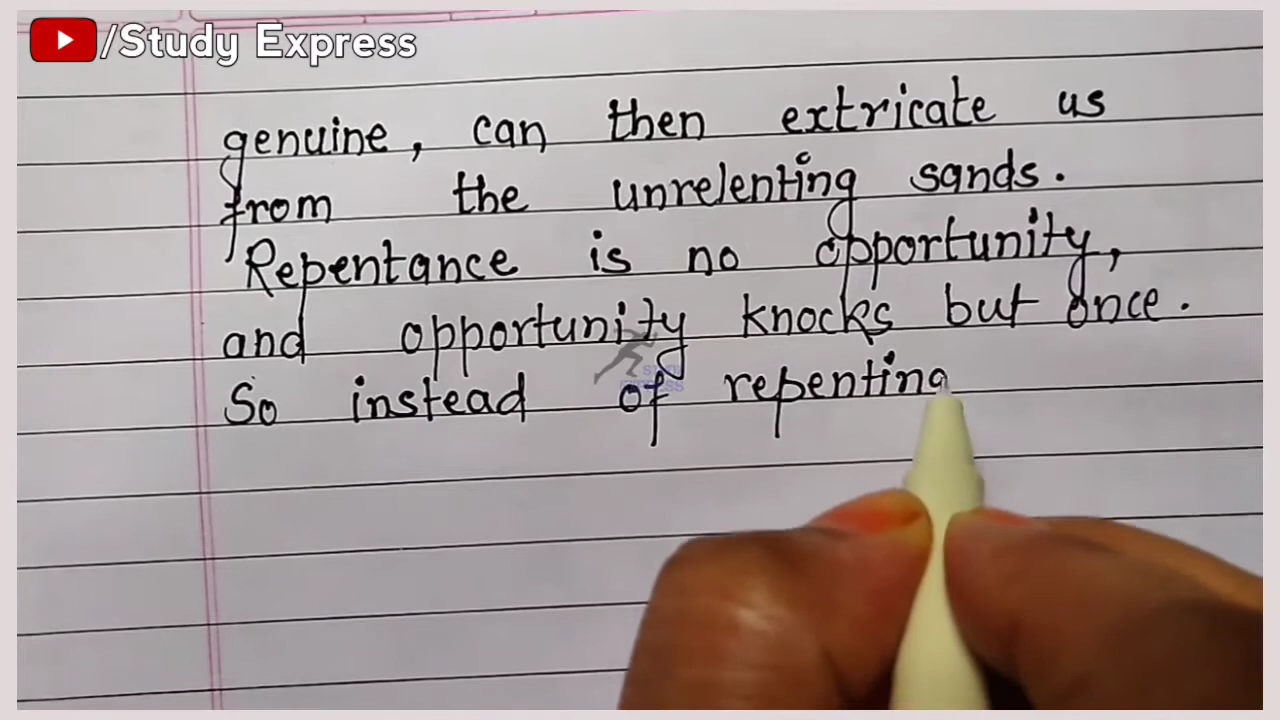 /Study Express
genuine, can then extricate us
from the unrelenting sands.
Repentance is no opportunity,
and opportunity knocks but once.
So instead of repenting